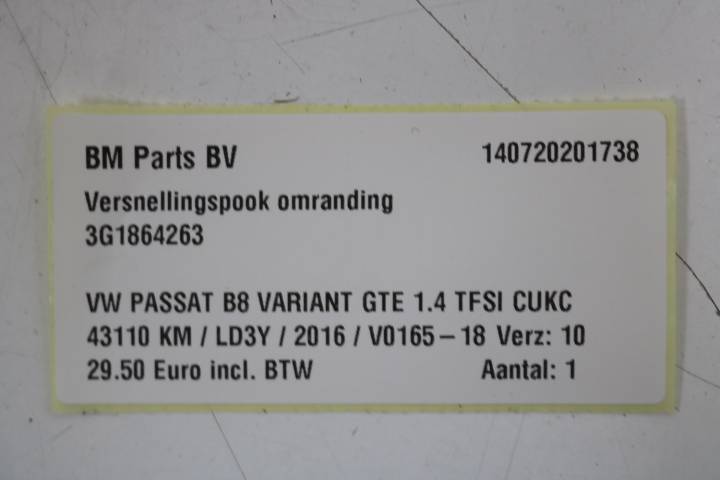 BM Parts BV 140720201738
Versnellingspook omranding
3G1864263
VW PASSAT B8 VARIANT GTE 1.4 TFSI CUKC
43110 KM / LD3Y / 2016 / V0165-18 Verz: 10
29.50 Euro incl. BTW Aantal: 1